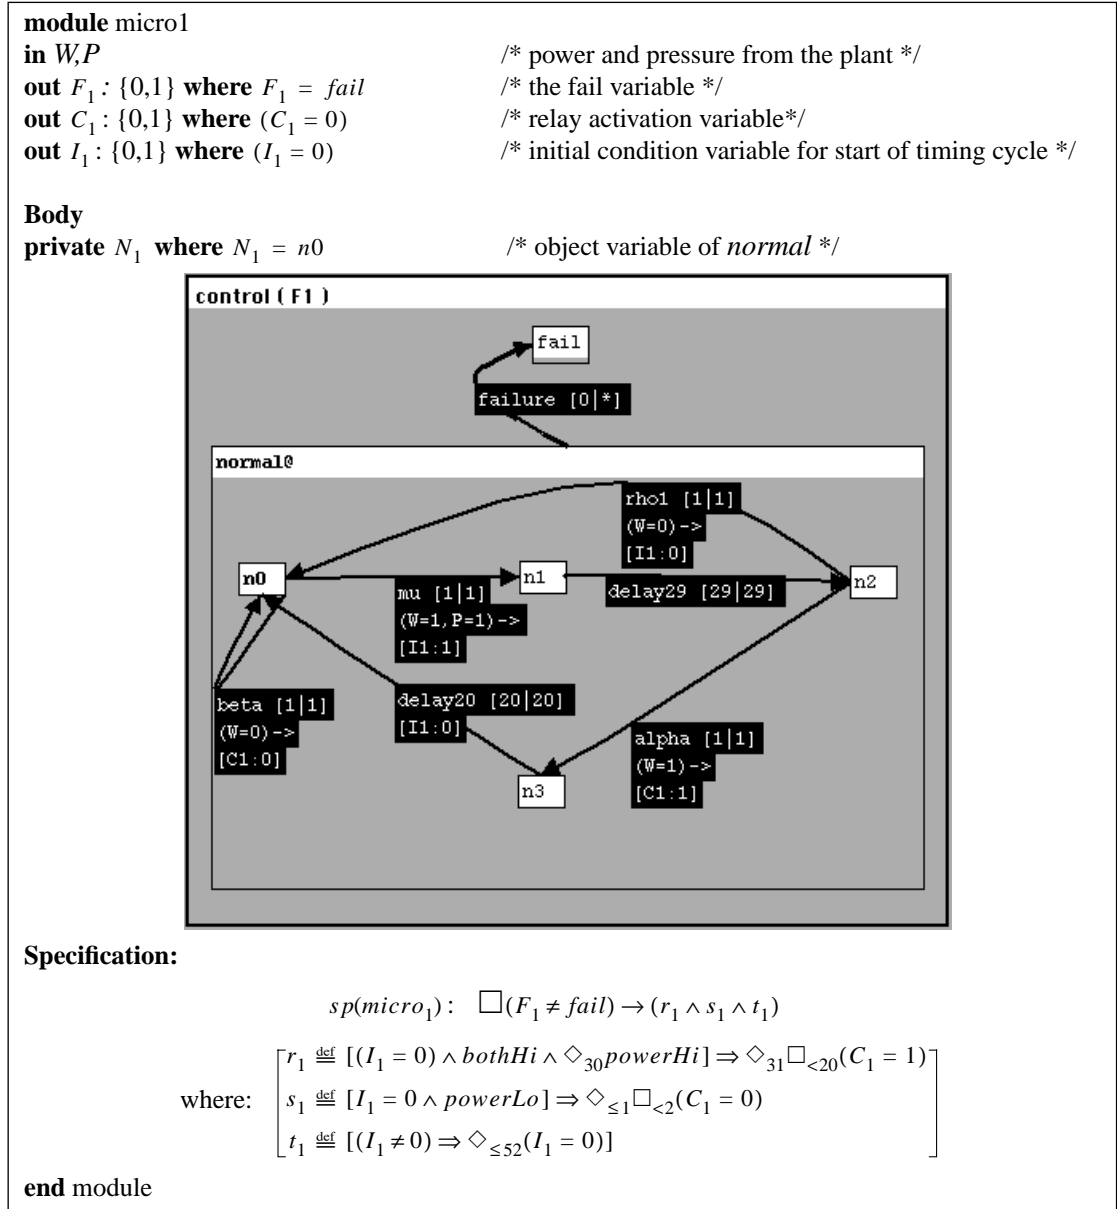 module micro1
in W,P /* power and pressure from the plant */
out F₁ : {0,1} where F₁ = fail /* the fail variable */
out C₁ : {0,1} where (C₁ = 0) /* relay activation variable*/
out I₁ : {0,1} where (I₁ = 0) /* initial condition variable for start of timing cycle */
Body
private N₁ where N₁ = n0 /* object variable of normal */
control ( F1 )
fail
failure [0|*]
normal@
rho1 [1|1]
(W=0)->
[I1:0]
n0
n1
n2
mu [1|1]
(W=1,P=1)->
[I1:1]
delay29 [29|29]
beta [1|1]
(W=0)->
[C1:0]
delay20 [20|20]
[I1:0]
alpha [1|1]
(W=1)->
[C1:1]
n3
Specification:
sp(micro₁) : □(F₁ ≠ fail) → (r₁ ∧ s₁ ∧ t₁)
where:
r₁ ≝ [(I₁ = 0) ∧ bothHi ∧ ◇₃₀powerHi] ⇒ ◇₃₁□<₂₀(C₁ = 1)
s₁ ≝ [I₁ = 0 ∧ powerLo] ⇒ ◇≤₁□<₂(C₁ = 0)
t₁ ≝ [(I₁ ≠ 0) ⇒ ◇≤₅₂(I₁ = 0)]
end module